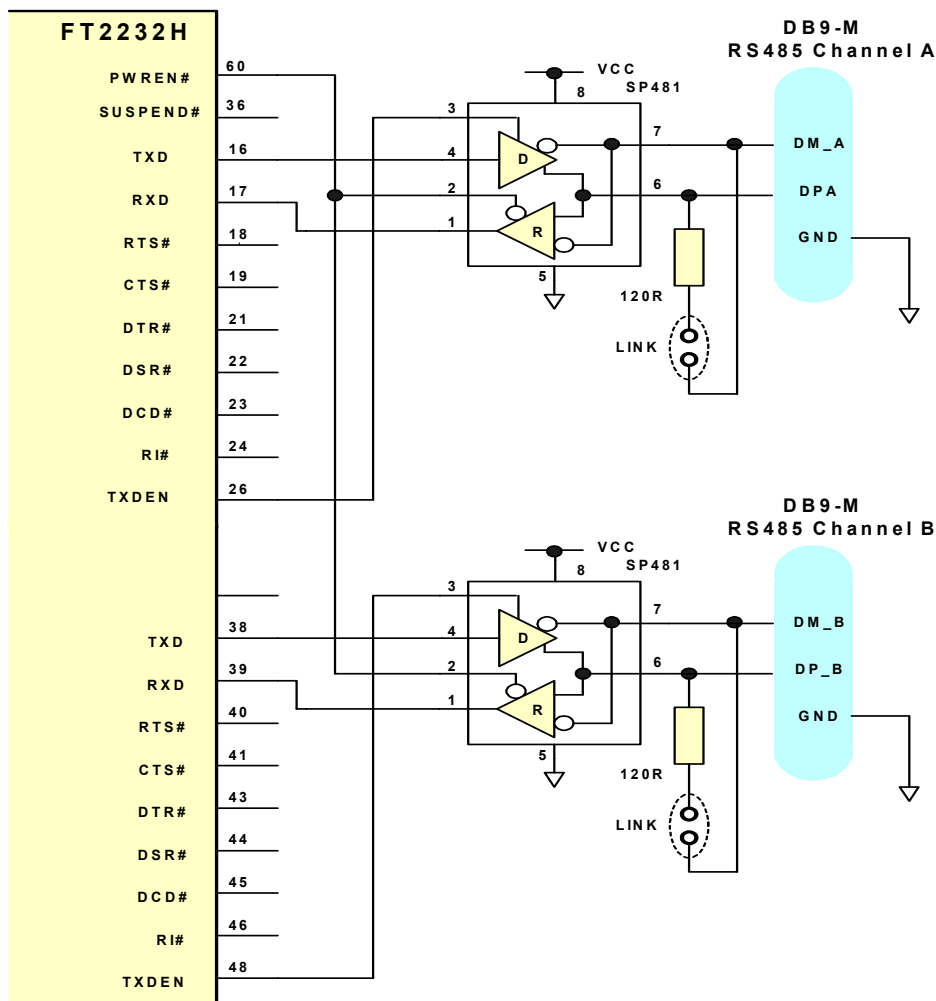 FT2232H
DB9-M
RS485 Channel A
PWREN# 60
SUSPEND# 36
TXD 16
RXD 17
RTS# 18
CTS# 19
DTR# 21
DSR# 22
DCD# 23
RI# 24
TXDEN 26
VCC
8 SP481
3
4 D
2
1 R
5
7 DM_A
6 DPA
GND
120R
LINK
DB9-M
RS485 Channel B
TXD 38
RXD 39
RTS# 40
CTS# 41
DTR# 43
DSR# 44
DCD# 45
RI# 46
TXDEN 48
VCC
8 SP481
3
4 D
2
1 R
5
7 DM_B
6 DP_B
GND
120R
LINK